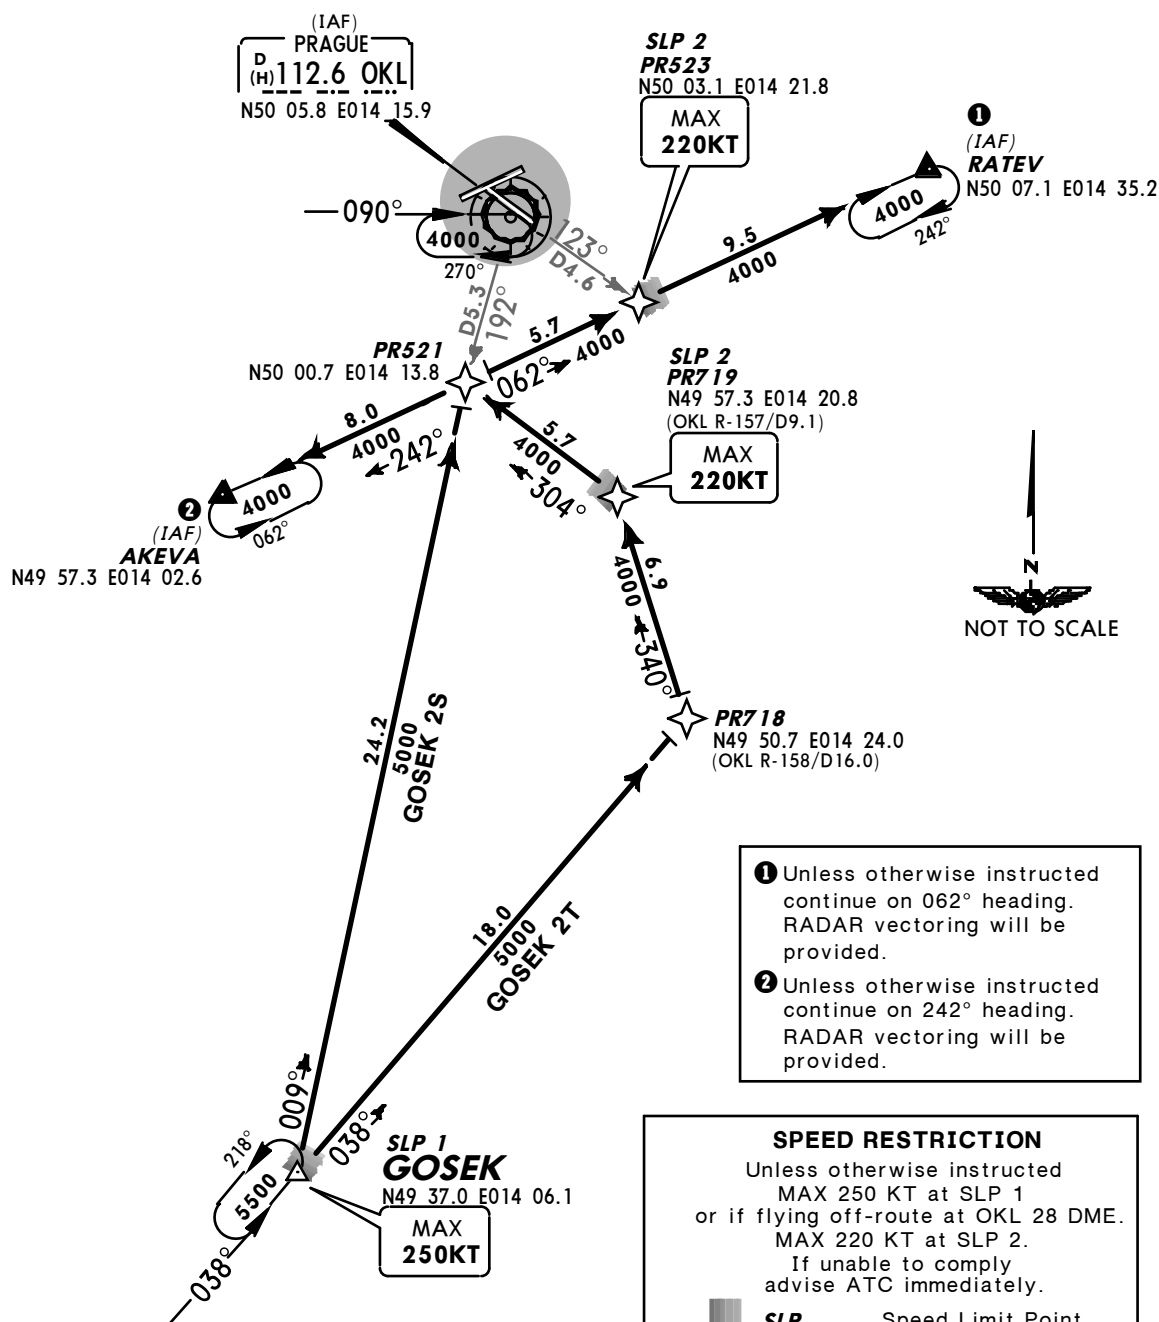 (IAF)
PRAGUE
D
(H) 112.6 OKL
N50 05.8 E014 15.9
SLP 2
PR523
N50 03.1 E014 21.8
MAX
220KT
1
(IAF)
RATEV
N50 07.1 E014 35.2
4000
242°
090°
4000
270°
123°
D4.6
D5.3
192°
9.5
4000
5.7
4000
062°
PR521
N50 00.7 E014 13.8
SLP 2
PR719
N49 57.3 E014 20.8
(OKL R-157/D9.1)
MAX
220KT
8.0
4000
242°
5.7
4000
304°
4000
062°
2
(IAF)
AKEVA
N49 57.3 E014 02.6
6.9
4000
340°
N
NOT TO SCALE
PR718
N49 50.7 E014 24.0
(OKL R-158/D16.0)
24.2
5000
GOSEK 2S
18.0
5000
GOSEK 2T
1 Unless otherwise instructed
continue on 062° heading.
RADAR vectoring will be
provided.
2 Unless otherwise instructed
continue on 242° heading.
RADAR vectoring will be
provided.
009°
038°
218°
5500
038°
SLP 1
GOSEK
N49 37.0 E014 06.1
MAX
250KT
SPEED RESTRICTION
Unless otherwise instructed
MAX 250 KT at SLP 1
or if flying off-route at OKL 28 DME.
MAX 220 KT at SLP 2.
If unable to comply
advise ATC immediately.
SLP Speed Limit Point